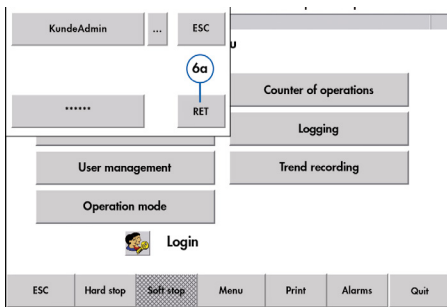 KundeAdmin ... ESC
6a
****** RET
u
Counter of operations
Logging
User management Trend recording
Operation mode
Login
ESC Hard stop Soft stop Menu Print Alarms Quit